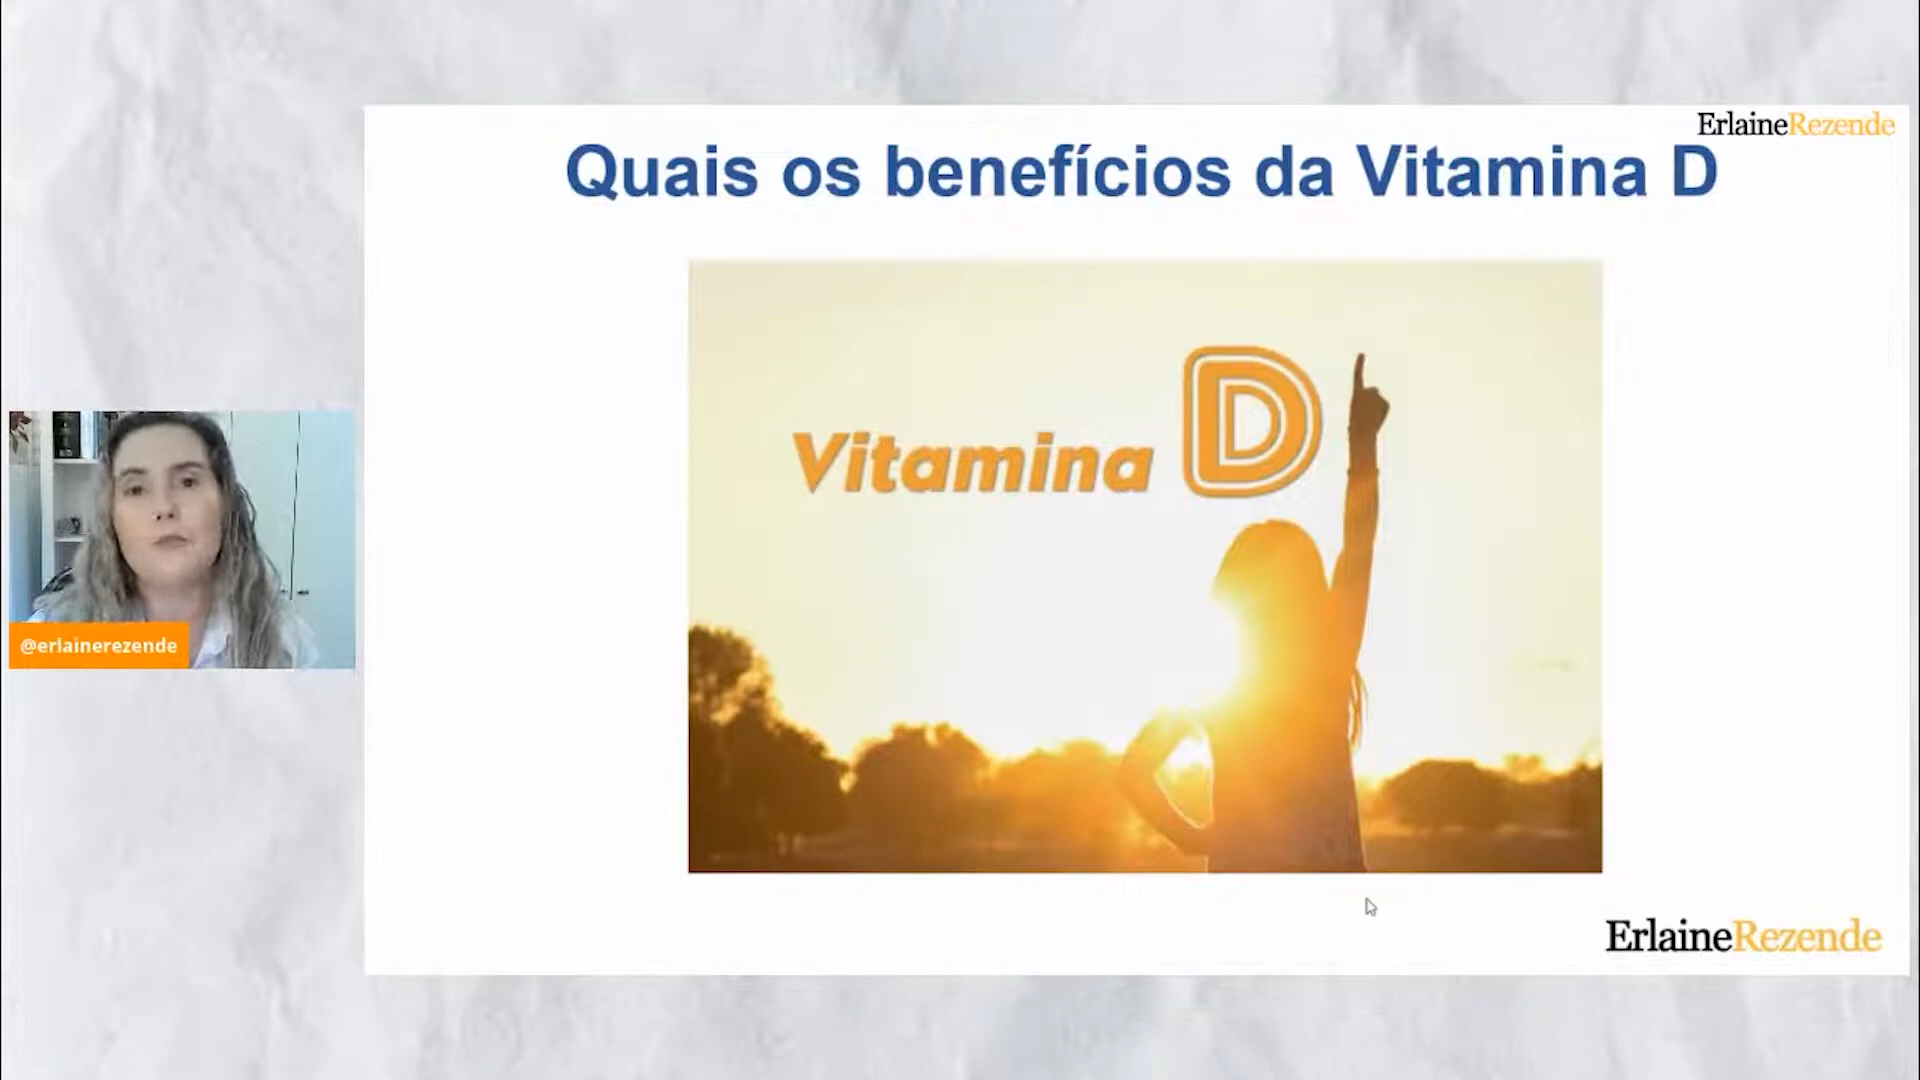 ErlaineRezende
Quais os benefícios da Vitamina D
Vitamina D
@erlainerezende
ErlaineRezende